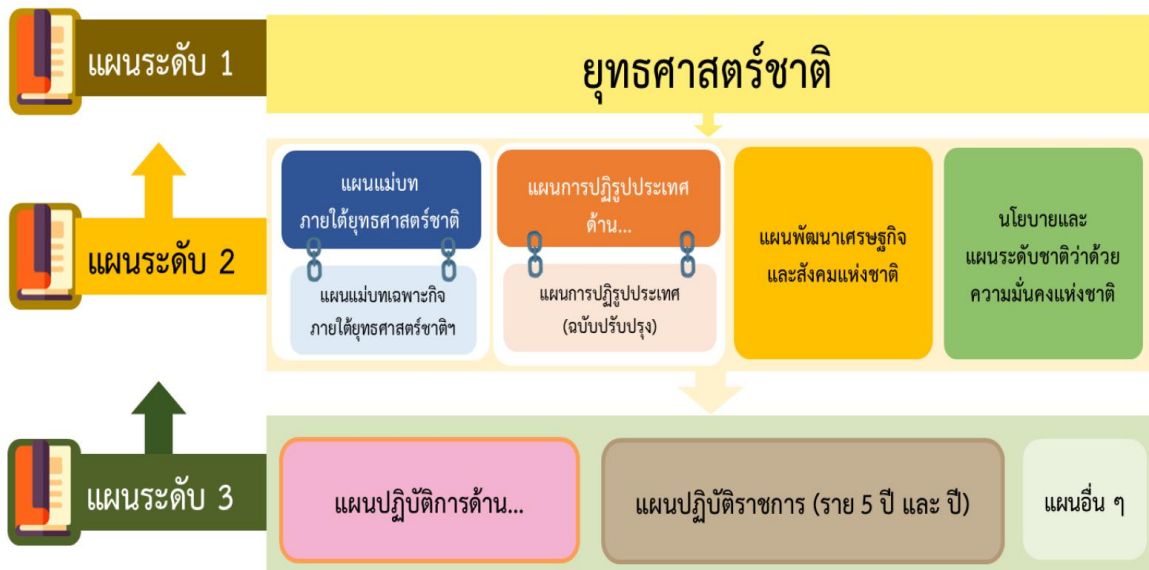 แผนระดับ 1
ยุทธศาสตร์ชาติ
แผนระดับ 2
แผนแม่บท
ภายใต้ยุทธศาสตร์ชาติ
แผนแม่บทเฉพาะกิจ
ภายใต้ยุทธศาสตร์ชาติฯ
แผนการปฏิรูปประเทศ
ด้าน...
แผนการปฏิรูปประเทศ
(ฉบับปรับปรุง)
แผนพัฒนาเศรษฐกิจ
และสังคมแห่งชาติ
นโยบายและ
แผนระดับชาติว่าด้วย
ความมั่นคงแห่งชาติ
แผนระดับ 3
แผนปฏิบัติการด้าน...
แผนปฏิบัติราชการ (ราย 5 ปี และ ปี)
แผนอื่น ๆ